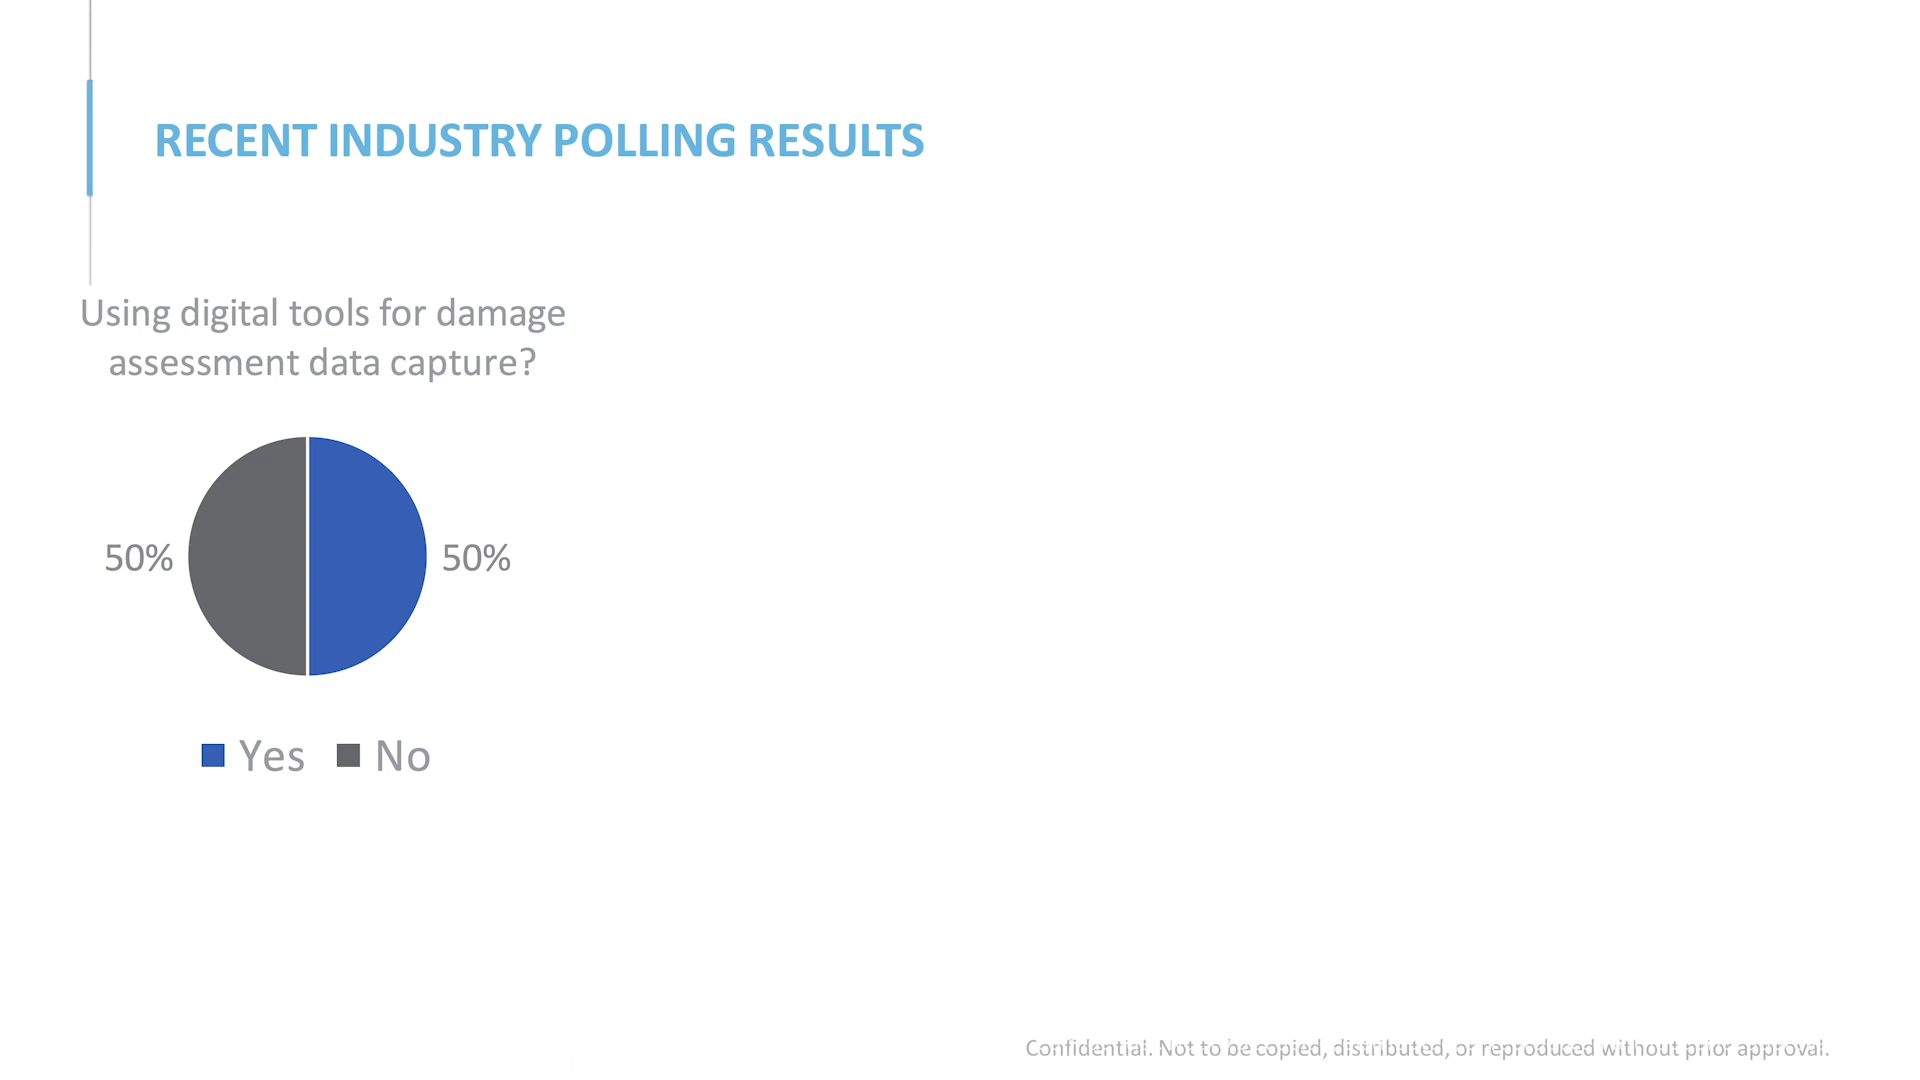 RECENT INDUSTRY POLLING RESULTS
Using digital tools for damage
assessment data capture?
50%
50%
Yes No
Confidential. Not to be copied, distributed, or reproduced without prior approval.